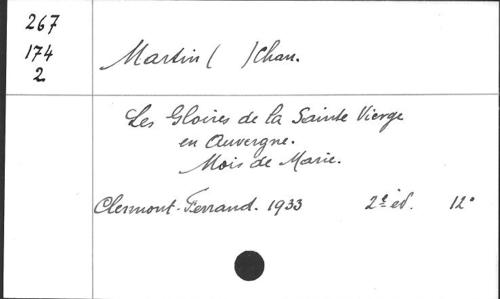 267
174
2
Martin ( ) Chan.
Les Gloires de la Sainte Vierge
en Auvergne.
Mois de Marie.
Clermont-Ferrand. 1933 2e éd. 12°